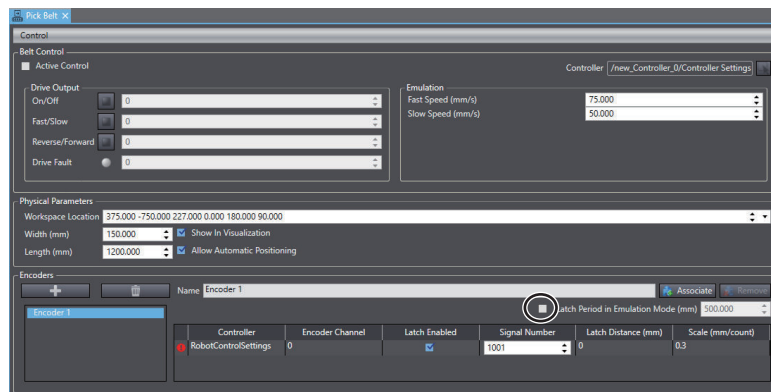 Pick Belt
Control
Belt Control
Active Control
Controller /new_Controller_0/Controller Settings
Drive Output
On/Off 0
Fast/Slow 0
Reverse/Forward 0
Drive Fault 0
Emulation
Fast Speed (mm/s) 75.000
Slow Speed (mm/s) 50.000
Physical Parameters
Workspace Location 375.000 -750.000 227.000 0.000 180.000 90.000
Width (mm) 150.000 Show In Visualization
Length (mm) 1200.000 Allow Automatic Positioning
Encoders
Name Encoder 1 Associate Remove
Encoder 1
Latch Period in Emulation Mode (mm) 500.000
Controller Encoder Channel Latch Enabled Signal Number Latch Distance (mm) Scale (mm/count)
RobotControlSettings 0 1001 0 0.3